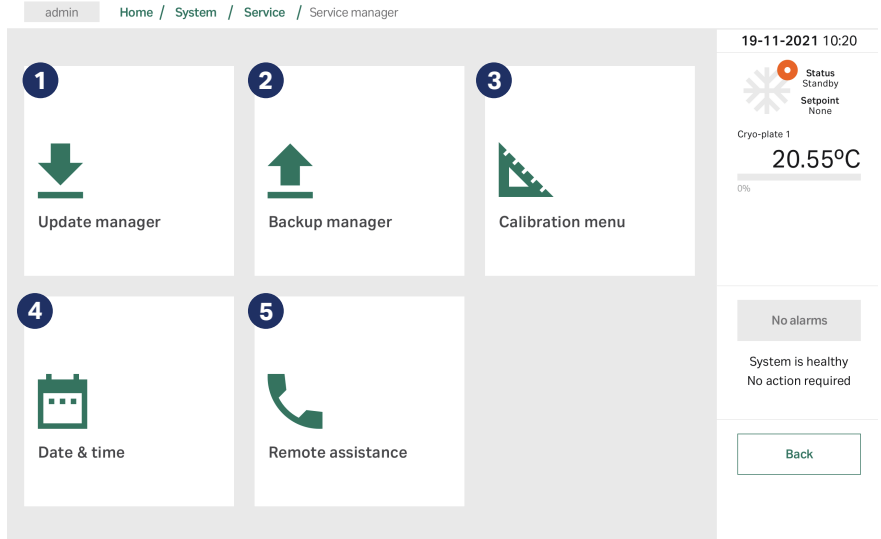 admin Home / System / Service / Service manager
19-11-2021 10:20
Status
Standby
Setpoint
None
Cryo-plate 1
20.55ºC
0%
1
Update manager
2
Backup manager
3
Calibration menu
4
Date & time
5
Remote assistance
No alarms
System is healthy
No action required
Back